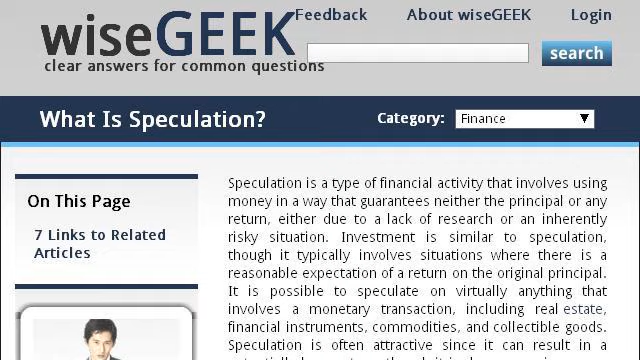 wiseGEEK
clear answers for common questions
Feedback About wiseGEEK Login
search
What Is Speculation?
Category: Finance
On This Page
7 Links to Related
Articles
Speculation is a type of financial activity that involves using
money in a way that guarantees neither the principal or any
return, either due to a lack of research or an inherently
risky situation. Investment is similar to speculation,
though it typically involves situations where there is a
reasonable expectation of a return on the original principal.
It is possible to speculate on virtually anything that
involves a monetary transaction, including real estate,
financial instruments, commodities, and collectible goods.
Speculation is often attractive since it can result in a